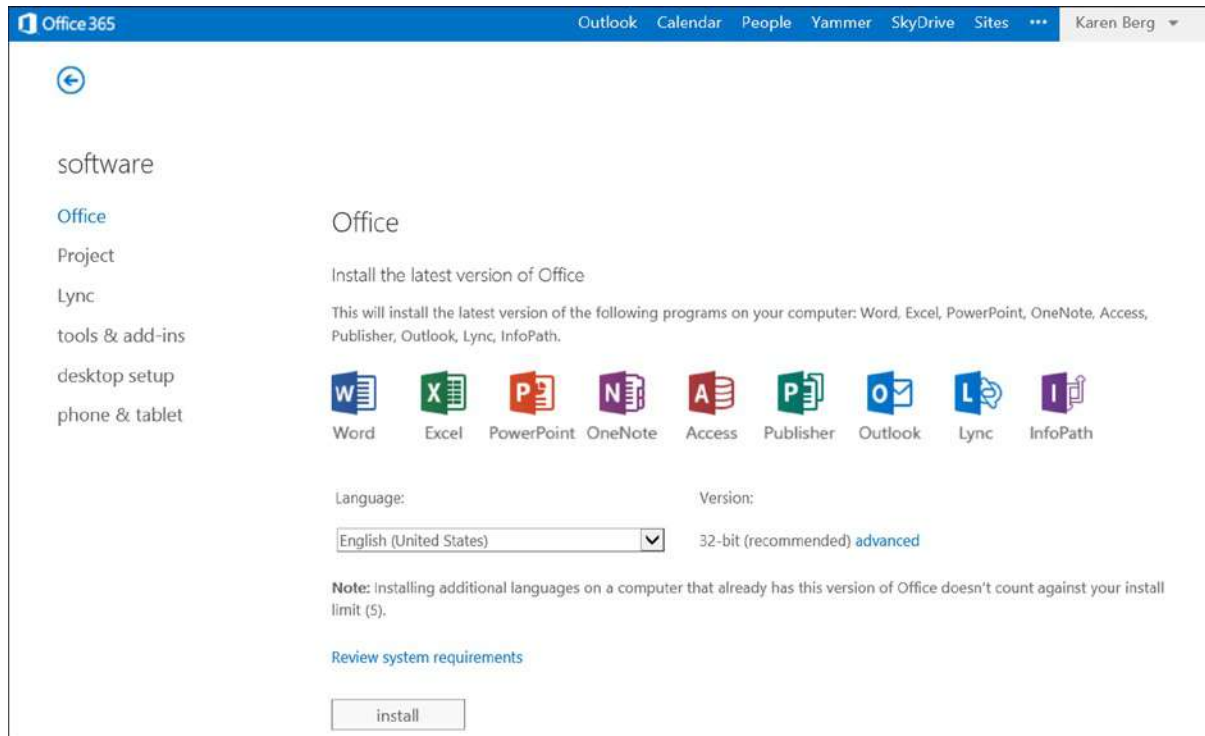 Office 365 Outlook Calendar People Yammer SkyDrive Sites ••• Karen Berg
software
Office
Project
Lync
tools & add-ins
desktop setup
phone & tablet
Office
Install the latest version of Office
This will install the latest version of the following programs on your computer: Word, Excel, PowerPoint, OneNote, Access,
Publisher, Outlook, Lync, InfoPath.
Word Excel PowerPoint OneNote Access Publisher Outlook Lync InfoPath
Language: Version:
English (United States) 32-bit (recommended) advanced
Note: Installing additional languages on a computer that already has this version of Office doesn't count against your install
limit (5).
Review system requirements
install